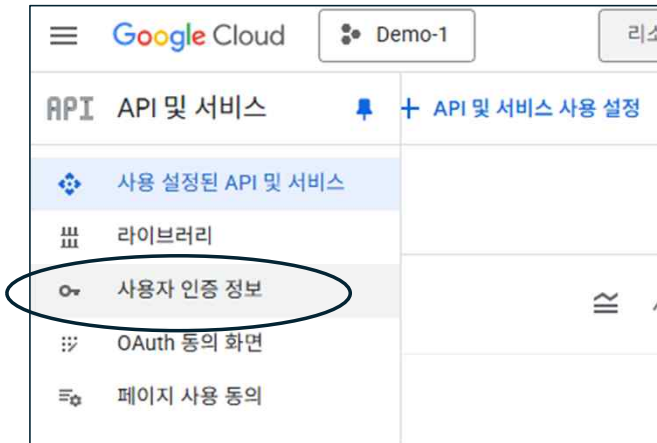 Google Cloud
Demo-1
리소
API API 및 서비스
+ API 및 서비스 사용 설정
사용 설정된 API 및 서비스
라이브러리
사용자 인증 정보
OAuth 동의 화면
페이지 사용 동의